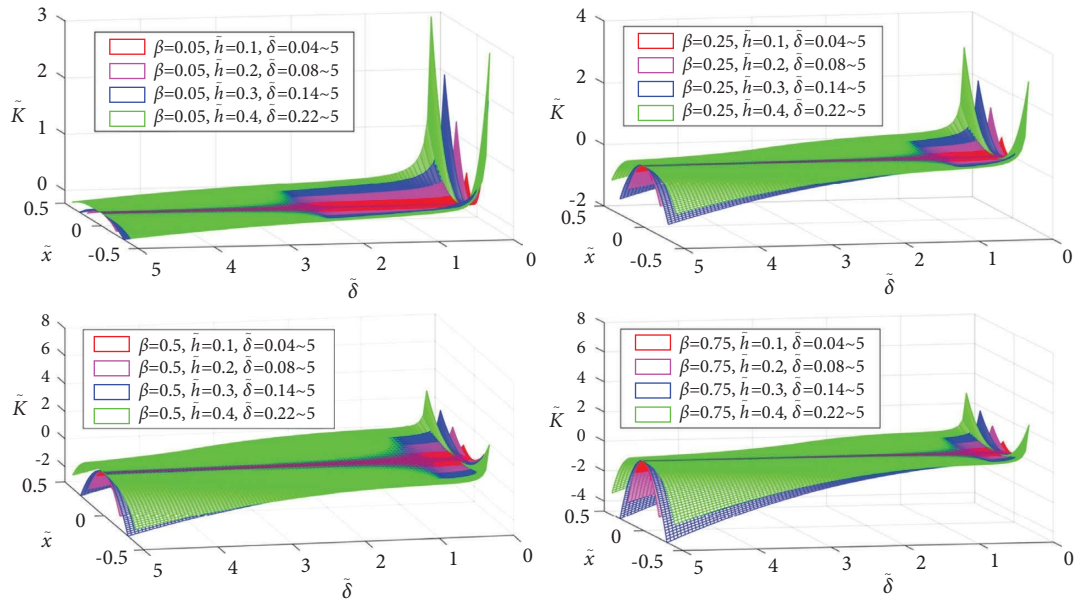 3
2
1
0
K̃
β=0.05, h̄=0.1, δ̄=0.04~5
β=0.05, h̄=0.2, δ̄=0.08~5
β=0.05, h̄=0.3, δ̄=0.14~5
β=0.05, h̄=0.4, δ̄=0.22~5
0.5
0
-0.5
x̃
5
4
3
2
1
0
δ̃
4
2
0
-2
K̃
β=0.25, h̄=0.1, δ̄=0.04~5
β=0.25, h̄=0.2, δ̄=0.08~5
β=0.25, h̄=0.3, δ̄=0.14~5
β=0.25, h̄=0.4, δ̄=0.22~5
0.5
0
-0.5
x̃
5
4
3
2
1
0
δ̃
8
6
4
2
0
-2
K̃
β=0.5, h̄=0.1, δ̄=0.04~5
β=0.5, h̄=0.2, δ̄=0.08~5
β=0.5, h̄=0.3, δ̄=0.14~5
β=0.5, h̄=0.4, δ̄=0.22~5
0.5
0
-0.5
x̃
5
4
3
2
1
0
δ̃
8
6
4
2
0
-2
-4
K̃
β=0.75, h̄=0.1, δ̄=0.04~5
β=0.75, h̄=0.2, δ̄=0.08~5
β=0.75, h̄=0.3, δ̄=0.14~5
β=0.75, h̄=0.4, δ̄=0.22~5
0.5
0
-0.5
x̃
5
4
3
2
1
0
δ̃